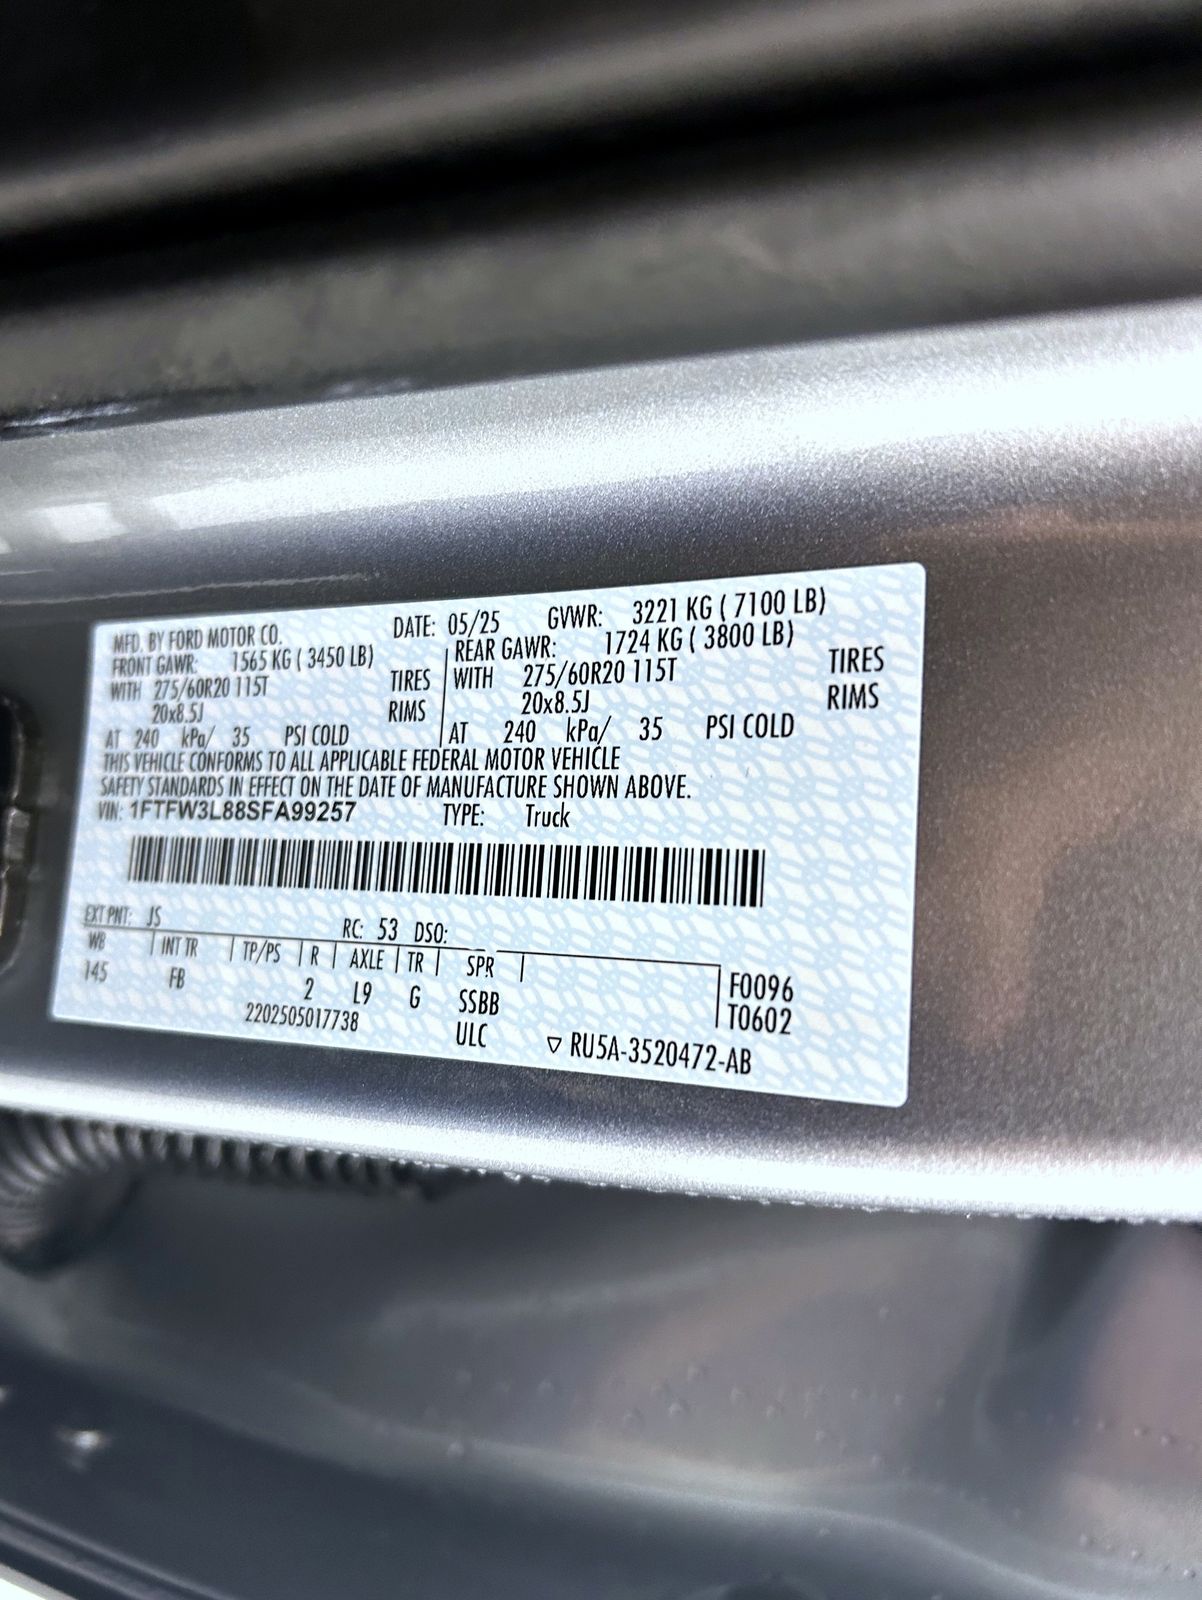 MFD. BY FORD MOTOR CO. DATE: 05/25 GVWR: 3221 KG ( 7100 LB)
FRONT GAWR: 1565 KG ( 3450 LB) REAR GAWR: 1724 KG ( 3800 LB)
WITH 275/60R20 115T TIRES WITH 275/60R20 115T TIRES
20x8.5J RIMS 20x8.5J RIMS
AT 240 kPa/ 35 PSI COLD AT 240 kPa/ 35 PSI COLD
THIS VEHICLE CONFORMS TO ALL APPLICABLE FEDERAL MOTOR VEHICLE
SAFETY STANDARDS IN EFFECT ON THE DATE OF MANUFACTURE SHOWN ABOVE.
VIN: 1FTFW3L88SFA99257 TYPE: Truck
EXT PNT: JS RC: 53 DSO:
WB INT TR TP/PS R AXLE TR SPR
145 FB 2 L9 G SSBB F0096
2202505017738 ULC T0602
▽ RU5A-3520472-AB